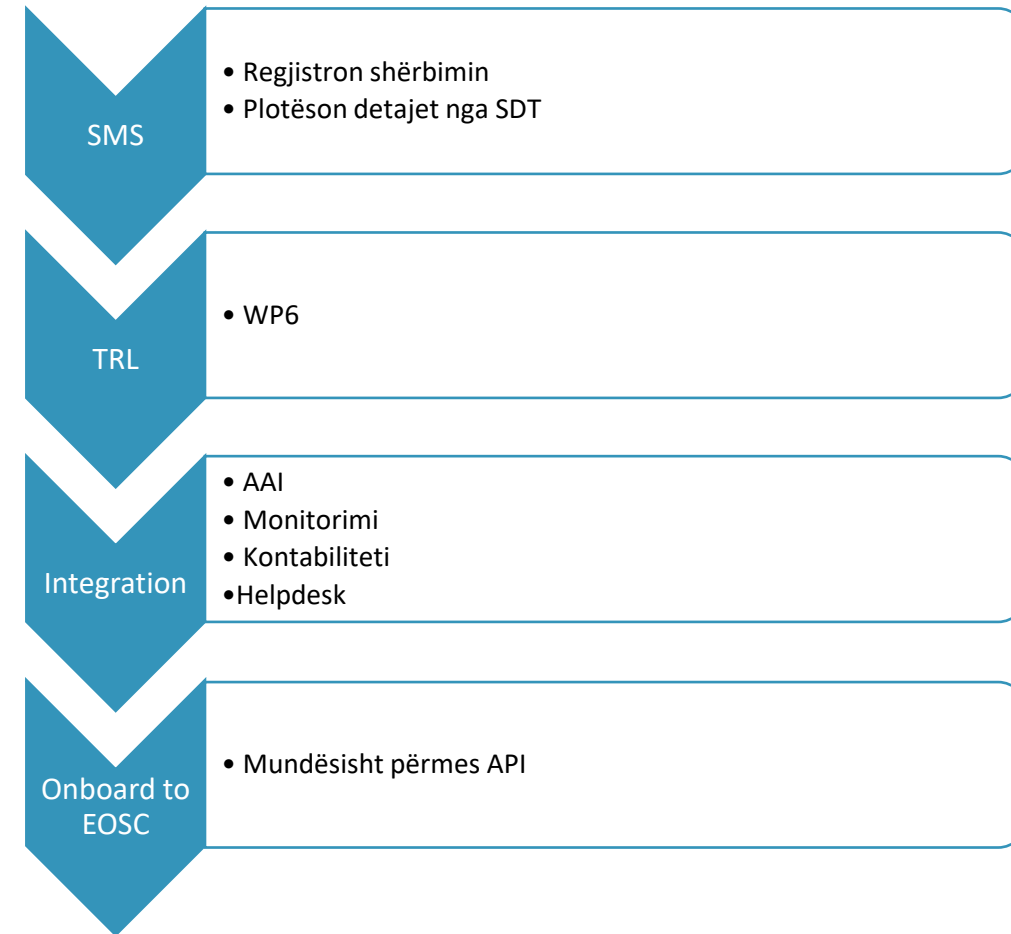 SMS
• Regjistron shërbimin
• Plotëson detajet nga SDT
TRL
• WP6
Integration
• AAI
• Monitorimi
• Kontabiliteti
•Helpdesk
Onboard to
EOSC
• Mundësisht përmes API